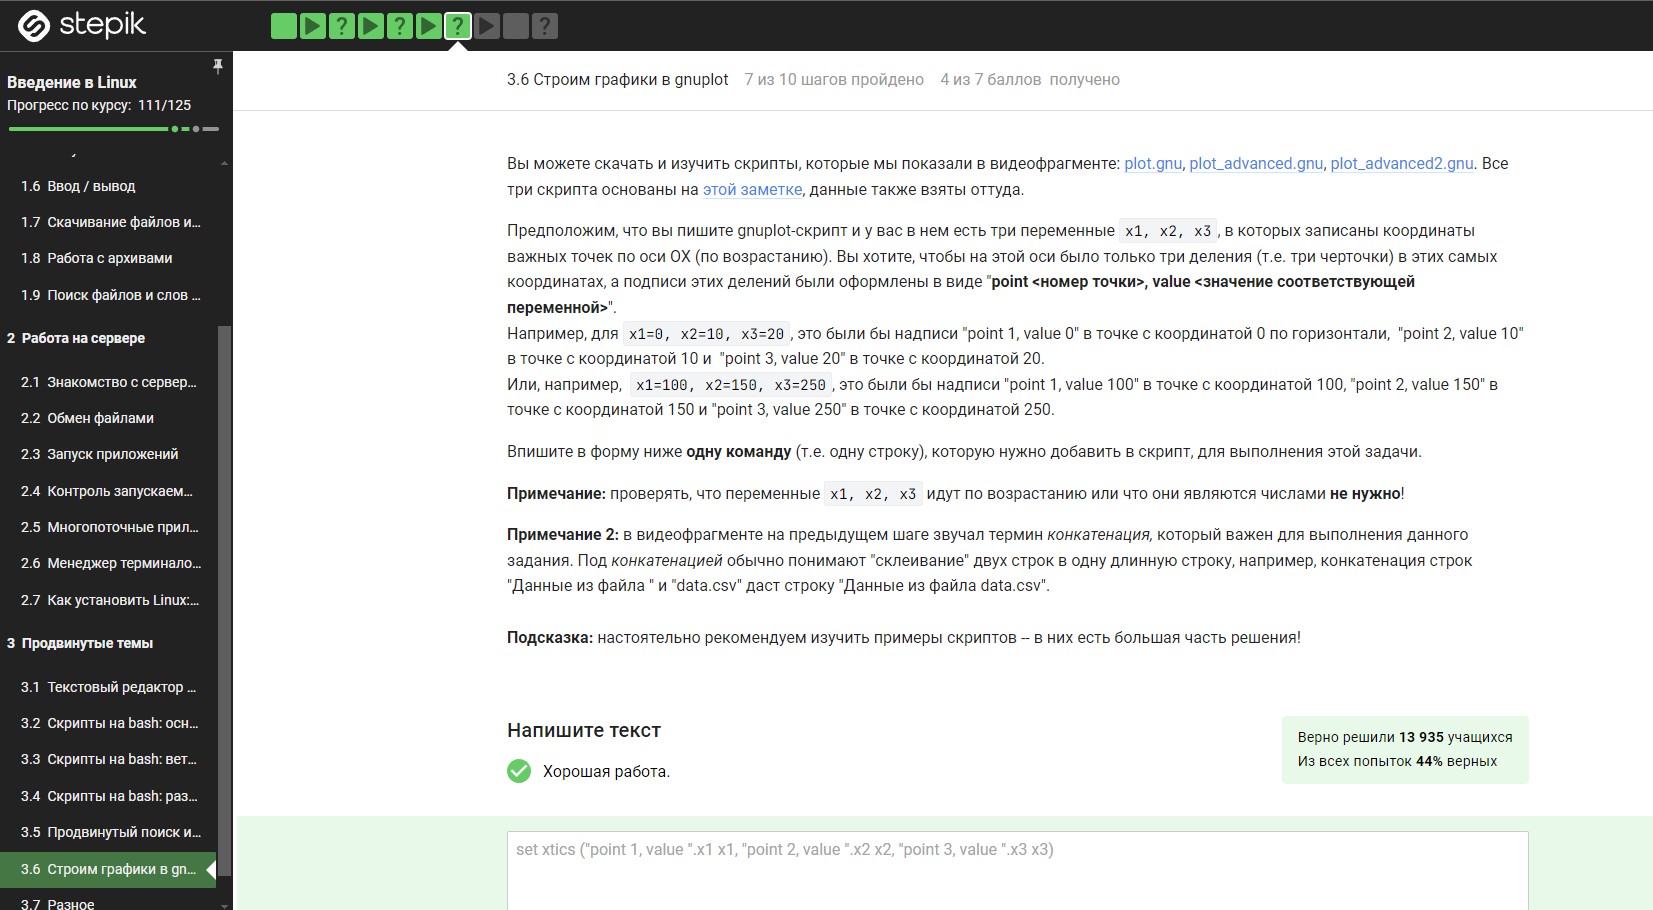 stepik
? ? ? ?
Введение в Linux
Прогресс по курсу: 111/125
1.6 Ввод / вывод
1.7 Скачивание файлов и...
1.8 Работа с архивами
1.9 Поиск файлов и слов ...
2 Работа на сервере
2.1 Знакомство с сервер...
2.2 Обмен файлами
2.3 Запуск приложений
2.4 Контроль запускаем...
2.5 Многопоточные прил...
2.6 Менеджер терминало...
2.7 Как установить Linux:...
3 Продвинутые темы
3.1 Текстовый редактор ...
3.2 Скрипты на bash: осн...
3.3 Скрипты на bash: вет...
3.4 Скрипты на bash: раз...
3.5 Продвинутый поиск и...
3.6 Строим графики в gn...
3.7 Разное
3.6 Строим графики в gnuplot 7 из 10 шагов пройдено 4 из 7 баллов получено
Вы можете скачать и изучить скрипты, которые мы показали в видеофрагменте: plot.gnu, plot_advanced.gnu, plot_advanced2.gnu. Все
три скрипта основаны на этой заметке, данные также взяты оттуда.
Предположим, что вы пишите gnuplot-скрипт и у вас в нем есть три переменные x1, x2, x3, в которых записаны координаты
важных точек по оси OX (по возрастанию). Вы хотите, чтобы на этой оси было только три деления (т.е. три черточки) в этих самых
координатах, а подписи этих делений были оформлены в виде "point <номер точки>, value <значение соответствующей
переменной>".
Например, для x1=0, x2=10, x3=20, это были бы надписи "point 1, value 0" в точке с координатой 0 по горизонтали, "point 2, value 10"
в точке с координатой 10 и "point 3, value 20" в точке с координатой 20.
Или, например, x1=100, x2=150, x3=250, это были бы надписи "point 1, value 100" в точке с координатой 100, "point 2, value 150" в
точке с координатой 150 и "point 3, value 250" в точке с координатой 250.
Впишите в форму ниже одну команду (т.е. одну строку), которую нужно добавить в скрипт, для выполнения этой задачи.
Примечание: проверять, что переменные x1, x2, x3 идут по возрастанию или что они являются числами не нужно!
Примечание 2: в видеофрагменте на предыдущем шаге звучал термин конкатенация, который важен для выполнения данного
задания. Под конкатенацией обычно понимают "склеивание" двух строк в одну длинную строку, например, конкатенация строк
"Данные из файла " и "data.csv" даст строку "Данные из файла data.csv".
Подсказка: настоятельно рекомендуем изучить примеры скриптов -- в них есть большая часть решения!
Напишите текст
Хорошая работа.
Верно решили 13 935 учащихся
Из всех попыток 44% верных
set xtics ("point 1, value ".x1 x1, "point 2, value ".x2 x2, "point 3, value ".x3 x3)